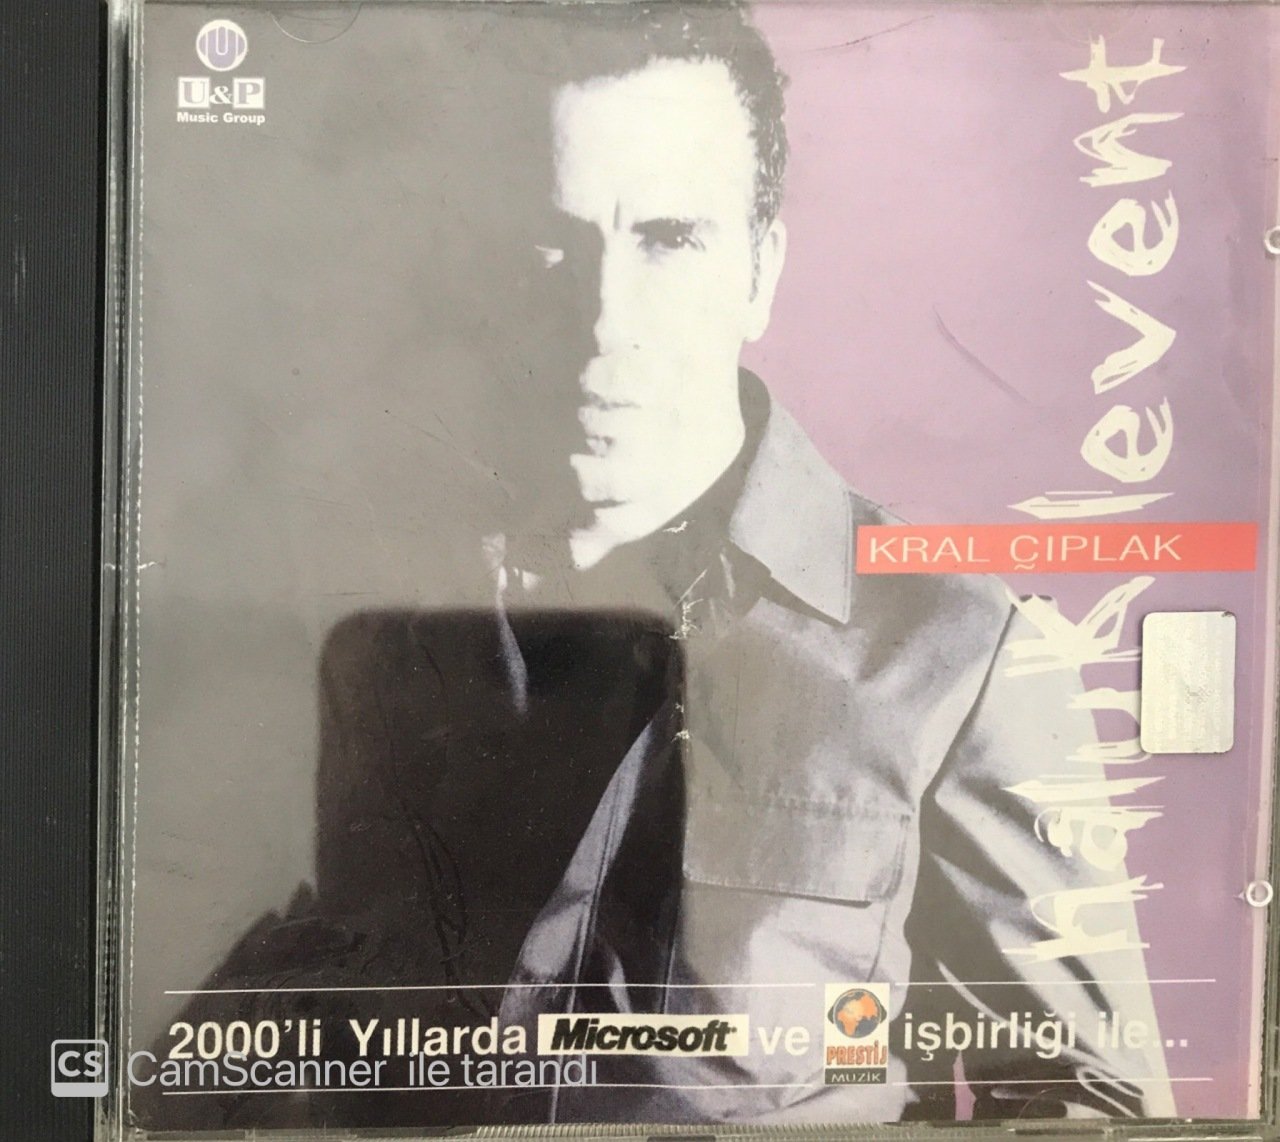 U
U&P
Music Group
haluk levent
KRAL ÇIPLAK
2000'li Yıllarda Microsoft ve PRESTİJ MÜZİK işbirliği ile...
CS CamScanner ile tarandı